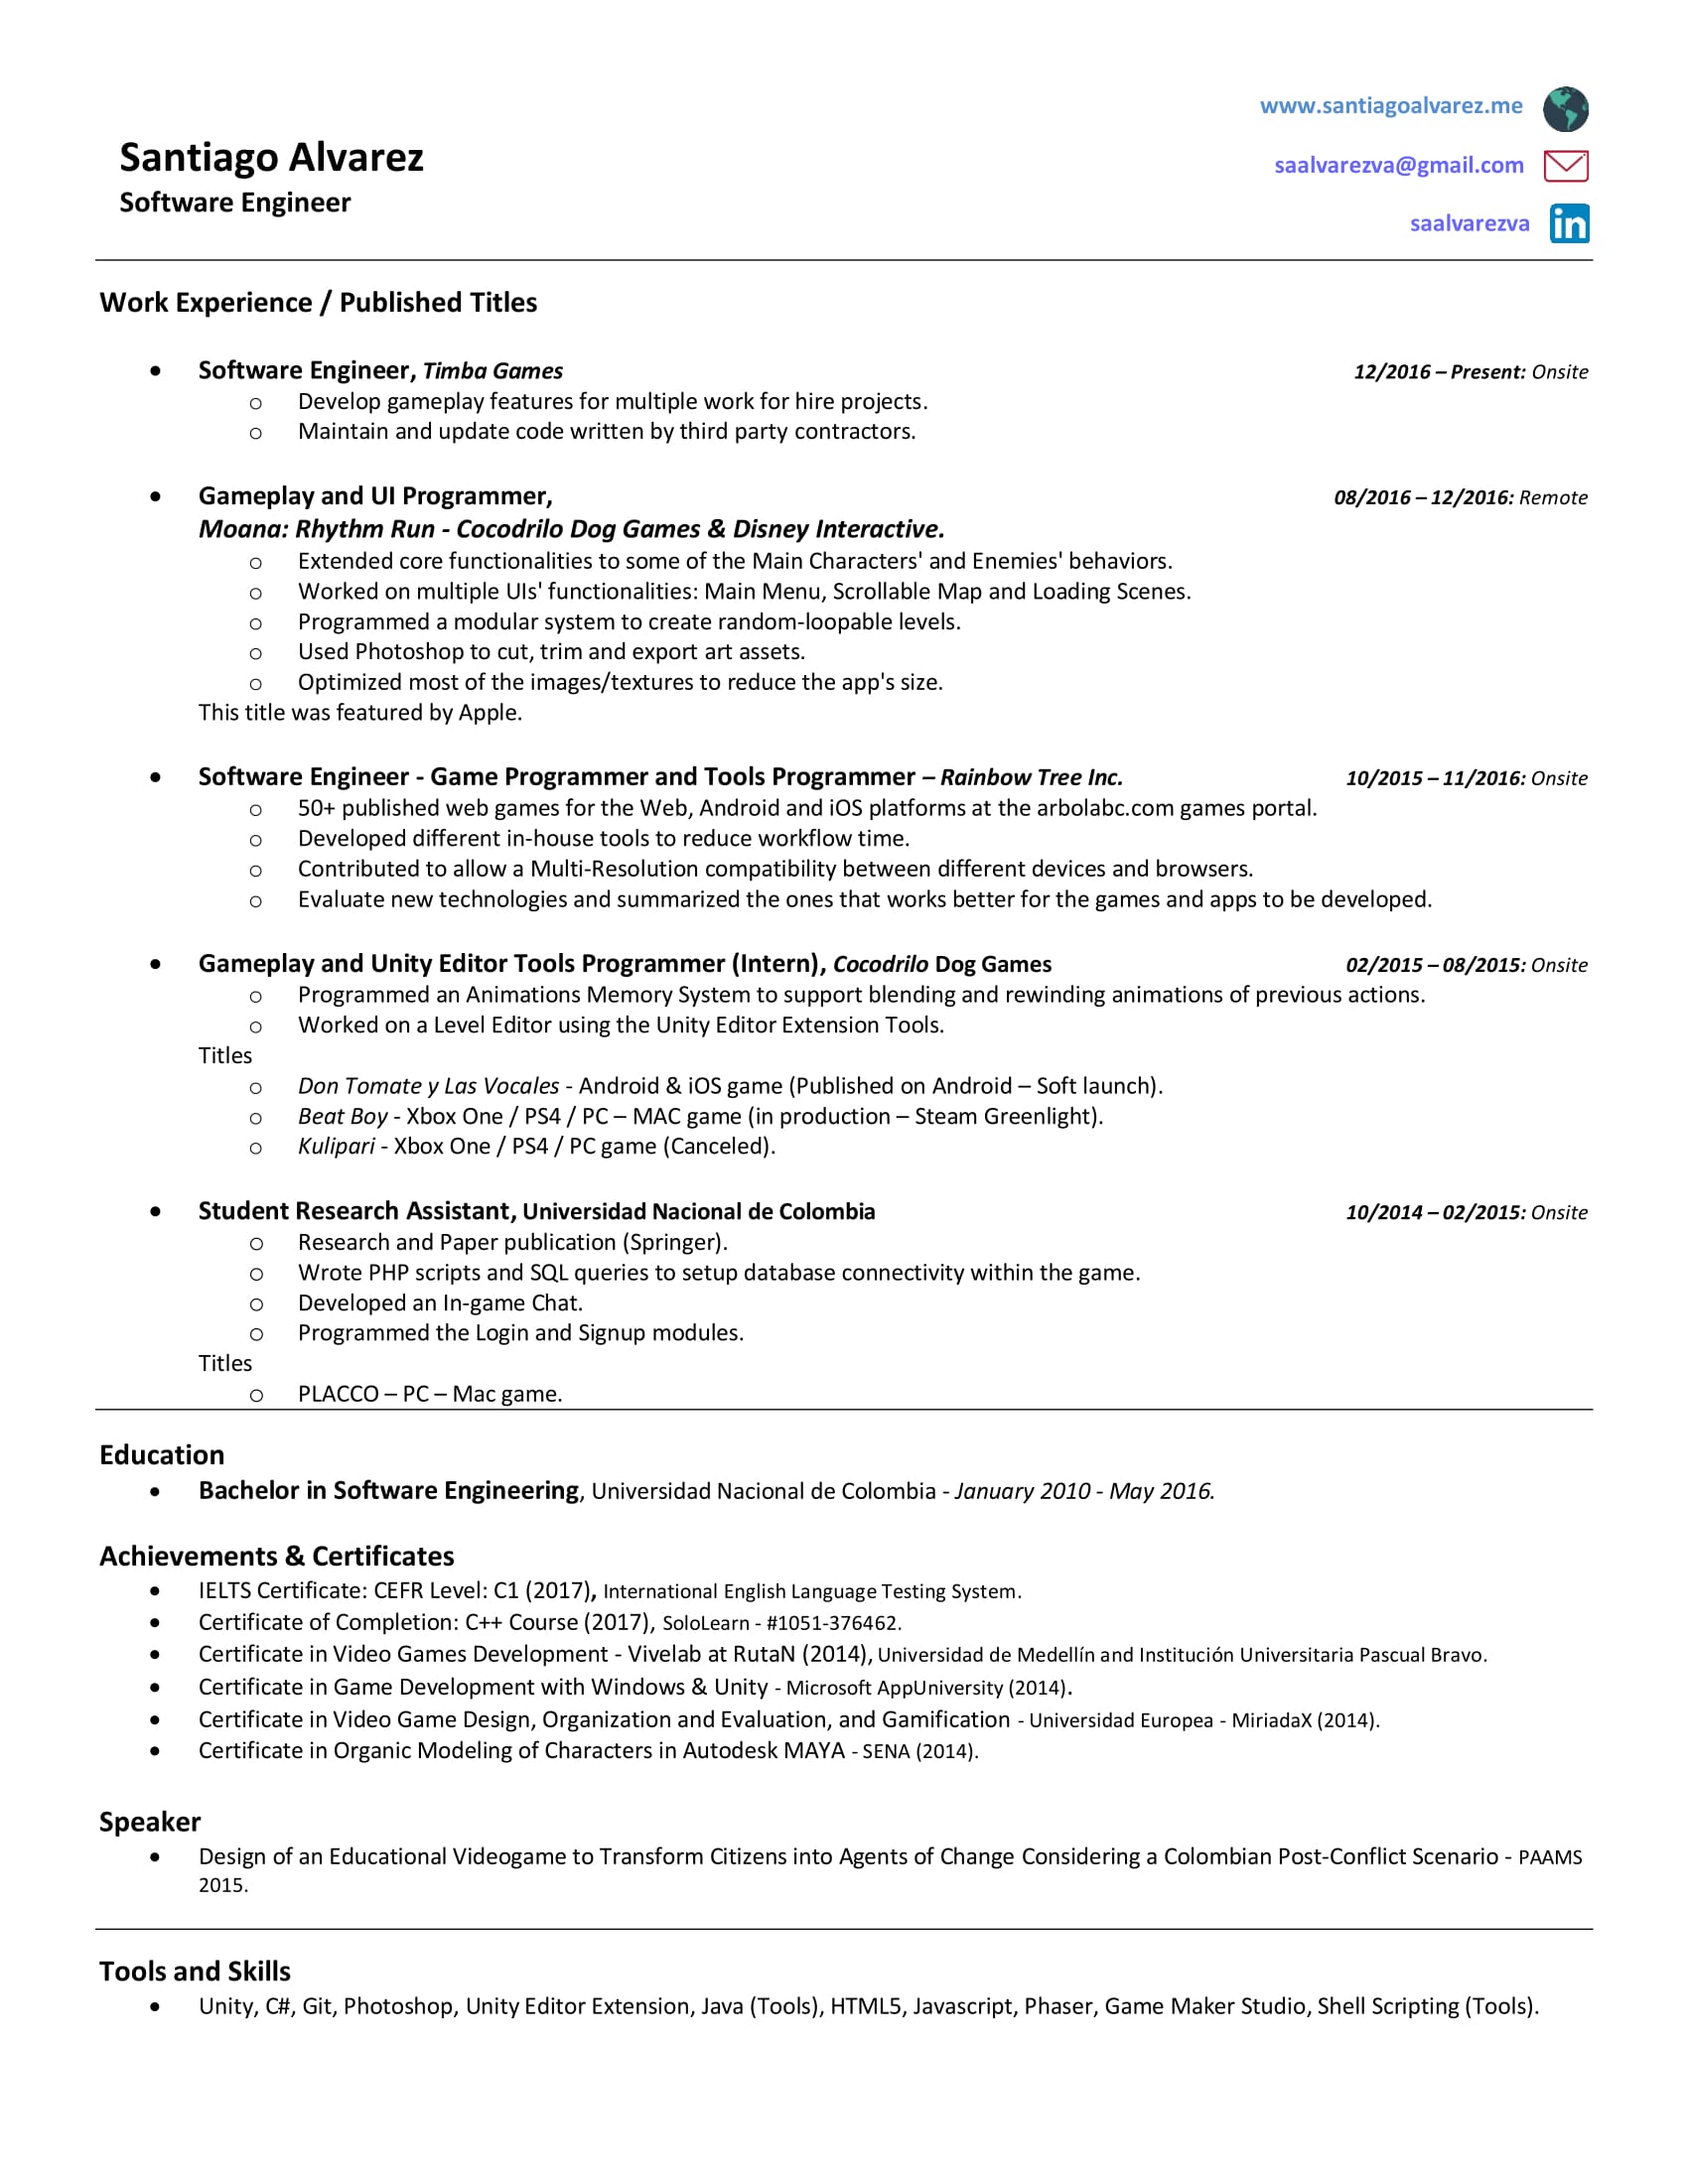 www.santiagoalvarez.me
Santiago Alvarez
saalvarezva@gmail.com
Software Engineer
saalvarezva
in
Work Experience / Published Titles
• Software Engineer, Timba Games 12/2016 – Present: Onsite
o Develop gameplay features for multiple work for hire projects.
o Maintain and update code written by third party contractors.
• Gameplay and UI Programmer, 08/2016 – 12/2016: Remote
Moana: Rhythm Run - Cocodrilo Dog Games & Disney Interactive.
o Extended core functionalities to some of the Main Characters' and Enemies' behaviors.
o Worked on multiple UIs' functionalities: Main Menu, Scrollable Map and Loading Scenes.
o Programmed a modular system to create random-loopable levels.
o Used Photoshop to cut, trim and export art assets.
o Optimized most of the images/textures to reduce the app's size.
This title was featured by Apple.
• Software Engineer - Game Programmer and Tools Programmer – Rainbow Tree Inc. 10/2015 – 11/2016: Onsite
o 50+ published web games for the Web, Android and iOS platforms at the arbolabc.com games portal.
o Developed different in-house tools to reduce workflow time.
o Contributed to allow a Multi-Resolution compatibility between different devices and browsers.
o Evaluate new technologies and summarized the ones that works better for the games and apps to be developed.
• Gameplay and Unity Editor Tools Programmer (Intern), Cocodrilo Dog Games 02/2015 – 08/2015: Onsite
o Programmed an Animations Memory System to support blending and rewinding animations of previous actions.
o Worked on a Level Editor using the Unity Editor Extension Tools.
Titles
o Don Tomate y Las Vocales - Android & iOS game (Published on Android – Soft launch).
o Beat Boy - Xbox One / PS4 / PC – MAC game (in production – Steam Greenlight).
o Kulipari - Xbox One / PS4 / PC game (Canceled).
• Student Research Assistant, Universidad Nacional de Colombia 10/2014 – 02/2015: Onsite
o Research and Paper publication (Springer).
o Wrote PHP scripts and SQL queries to setup database connectivity within the game.
o Developed an In-game Chat.
o Programmed the Login and Signup modules.
Titles
o PLACCO – PC – Mac game.
Education
• Bachelor in Software Engineering, Universidad Nacional de Colombia - January 2010 - May 2016.
Achievements & Certificates
• IELTS Certificate: CEFR Level: C1 (2017), International English Language Testing System.
• Certificate of Completion: C++ Course (2017), SoloLearn - #1051-376462.
• Certificate in Video Games Development - Vivelab at RutaN (2014), Universidad de Medellín and Institución Universitaria Pascual Bravo.
• Certificate in Game Development with Windows & Unity - Microsoft AppUniversity (2014).
• Certificate in Video Game Design, Organization and Evaluation, and Gamification - Universidad Europea - MiriadaX (2014).
• Certificate in Organic Modeling of Characters in Autodesk MAYA - SENA (2014).
Speaker
• Design of an Educational Videogame to Transform Citizens into Agents of Change Considering a Colombian Post-Conflict Scenario - PAAMS
2015.
Tools and Skills
• Unity, C#, Git, Photoshop, Unity Editor Extension, Java (Tools), HTML5, Javascript, Phaser, Game Maker Studio, Shell Scripting (Tools).